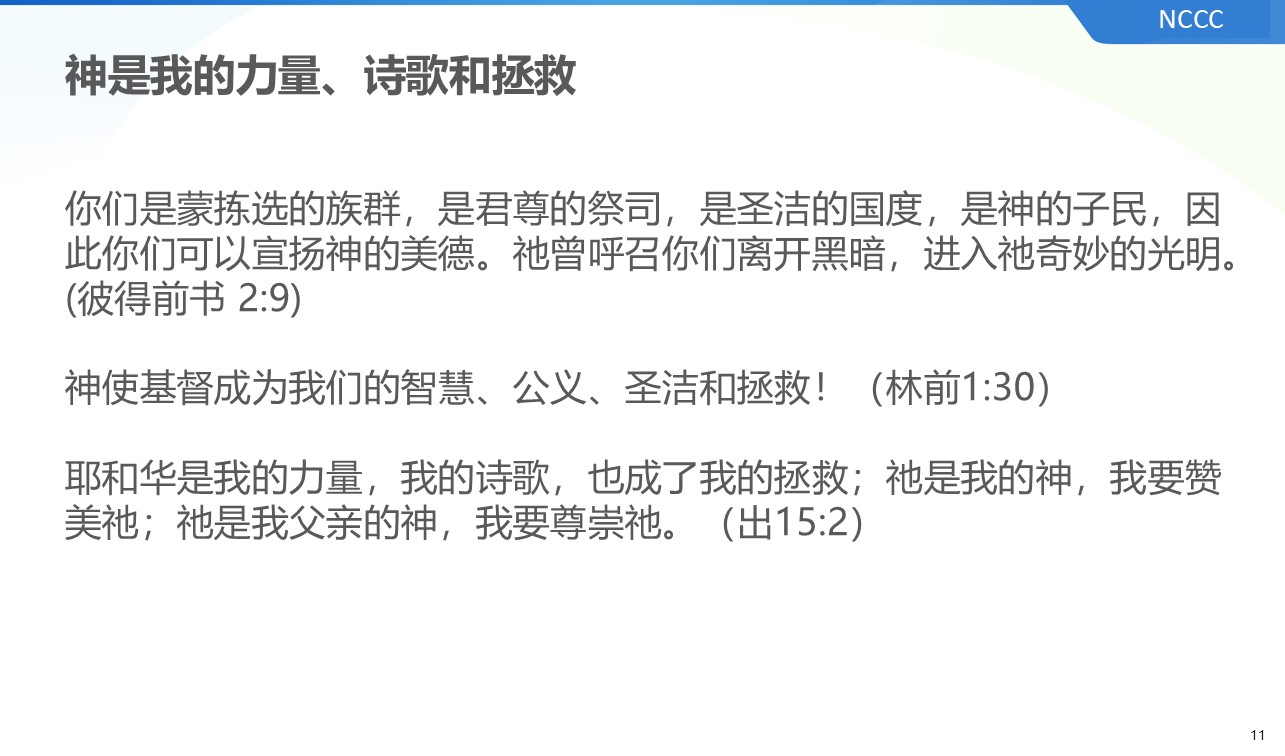 NCCC
神是我的力量、诗歌和拯救
你们是蒙拣选的族群，是君尊的祭司，是圣洁的国度，是神的子民，因
此你们可以宣扬神的美德。祂曾呼召你们离开黑暗，进入祂奇妙的光明。
(彼得前书 2:9)
神使基督成为我们的智慧、公义、圣洁和拯救！（林前1:30）
耶和华是我的力量，我的诗歌，也成了我的拯救；祂是我的神，我要赞
美祂；祂是我父亲的神，我要尊崇祂。（出15:2）
11